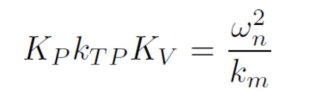 $K_P k_{TP} K_V = \frac{\omega_n^2}{k_m}$